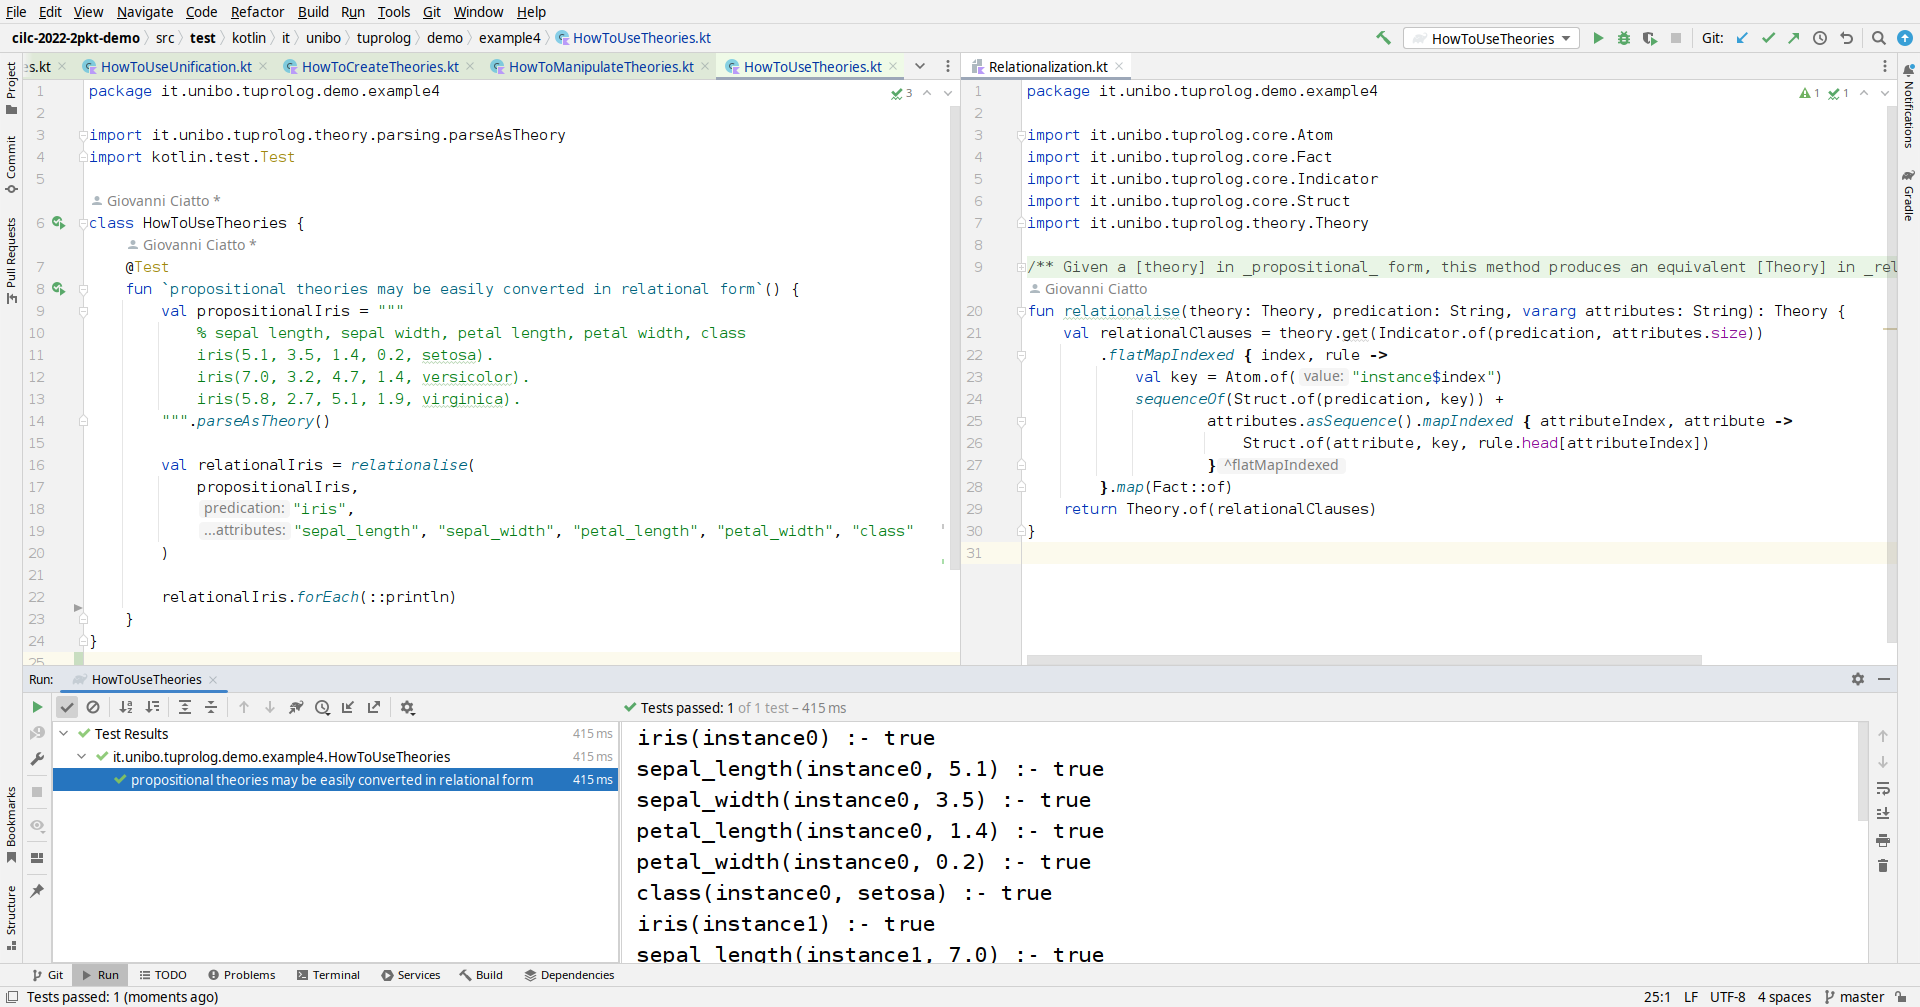 File Edit View Navigate Code Refactor Build Run Tools Git Window Help
cilc-2022-2pkt-demo src test kotlin it unibo tuprolog demo example4 HowToUseTheories.kt
HowToUseTheories
Git:
s.kt HowToUseUnification.kt HowToCreateTheories.kt HowToManipulateTheories.kt HowToUseTheories.kt
Project
Commit
Pull Requests
Bookmarks
Structure
3
1 package it.unibo.tuprolog.demo.example4
2
3 import it.unibo.tuprolog.theory.parsing.parseAsTheory
4 import kotlin.test.Test
5
Giovanni Ciatto *
6 class HowToUseTheories {
Giovanni Ciatto *
7 @Test
8 fun `propositional theories may be easily converted in relational form`() {
9 val propositionalIris = """
10 % sepal length, sepal width, petal length, petal width, class
11 iris(5.1, 3.5, 1.4, 0.2, setosa).
12 iris(7.0, 3.2, 4.7, 1.4, versicolor).
13 iris(5.8, 2.7, 5.1, 1.9, virginica).
14 """.parseAsTheory()
15
16 val relationalIris = relationalise(
17 propositionalIris,
18 predication: "iris",
19 ...attributes: "sepal_length", "sepal_width", "petal_length", "petal_width", "class"
20 )
21
22 relationalIris.forEach(::println)
23 }
24 }
25
Relationalization.kt
1 1
1 package it.unibo.tuprolog.demo.example4
2
3 import it.unibo.tuprolog.core.Atom
4 import it.unibo.tuprolog.core.Fact
5 import it.unibo.tuprolog.core.Indicator
6 import it.unibo.tuprolog.core.Struct
7 import it.unibo.tuprolog.theory.Theory
8
9 /** Given a [theory] in _propositional_ form, this method produces an equivalent [Theory] in _rel
Giovanni Ciatto
20 fun relationalise(theory: Theory, predication: String, vararg attributes: String): Theory {
21 val relationalClauses = theory.get(Indicator.of(predication, attributes.size))
22 .flatMapIndexed { index, rule ->
23 val key = Atom.of( value: "instance$index")
24 sequenceOf(Struct.of(predication, key)) +
25 attributes.asSequence().mapIndexed { attributeIndex, attribute ->
26 Struct.of(attribute, key, rule.head[attributeIndex])
27 } ^flatMapIndexed
28 }.map(Fact::of)
29 return Theory.of(relationalClauses)
30 }
31
Notifications
Gradle
Run: HowToUseTheories
Tests passed: 1 of 1 test – 415 ms
Test Results 415 ms
it.unibo.tuprolog.demo.example4.HowToUseTheories 415 ms
propositional theories may be easily converted in relational form 415 ms
iris(instance0) :- true
sepal_length(instance0, 5.1) :- true
sepal_width(instance0, 3.5) :- true
petal_length(instance0, 1.4) :- true
petal_width(instance0, 0.2) :- true
class(instance0, setosa) :- true
iris(instance1) :- true
sepal_length(instance1, 7.0) :- true
Git Run TODO Problems Terminal Services Build Dependencies
Tests passed: 1 (moments ago)
25:1 LF UTF-8 4 spaces master